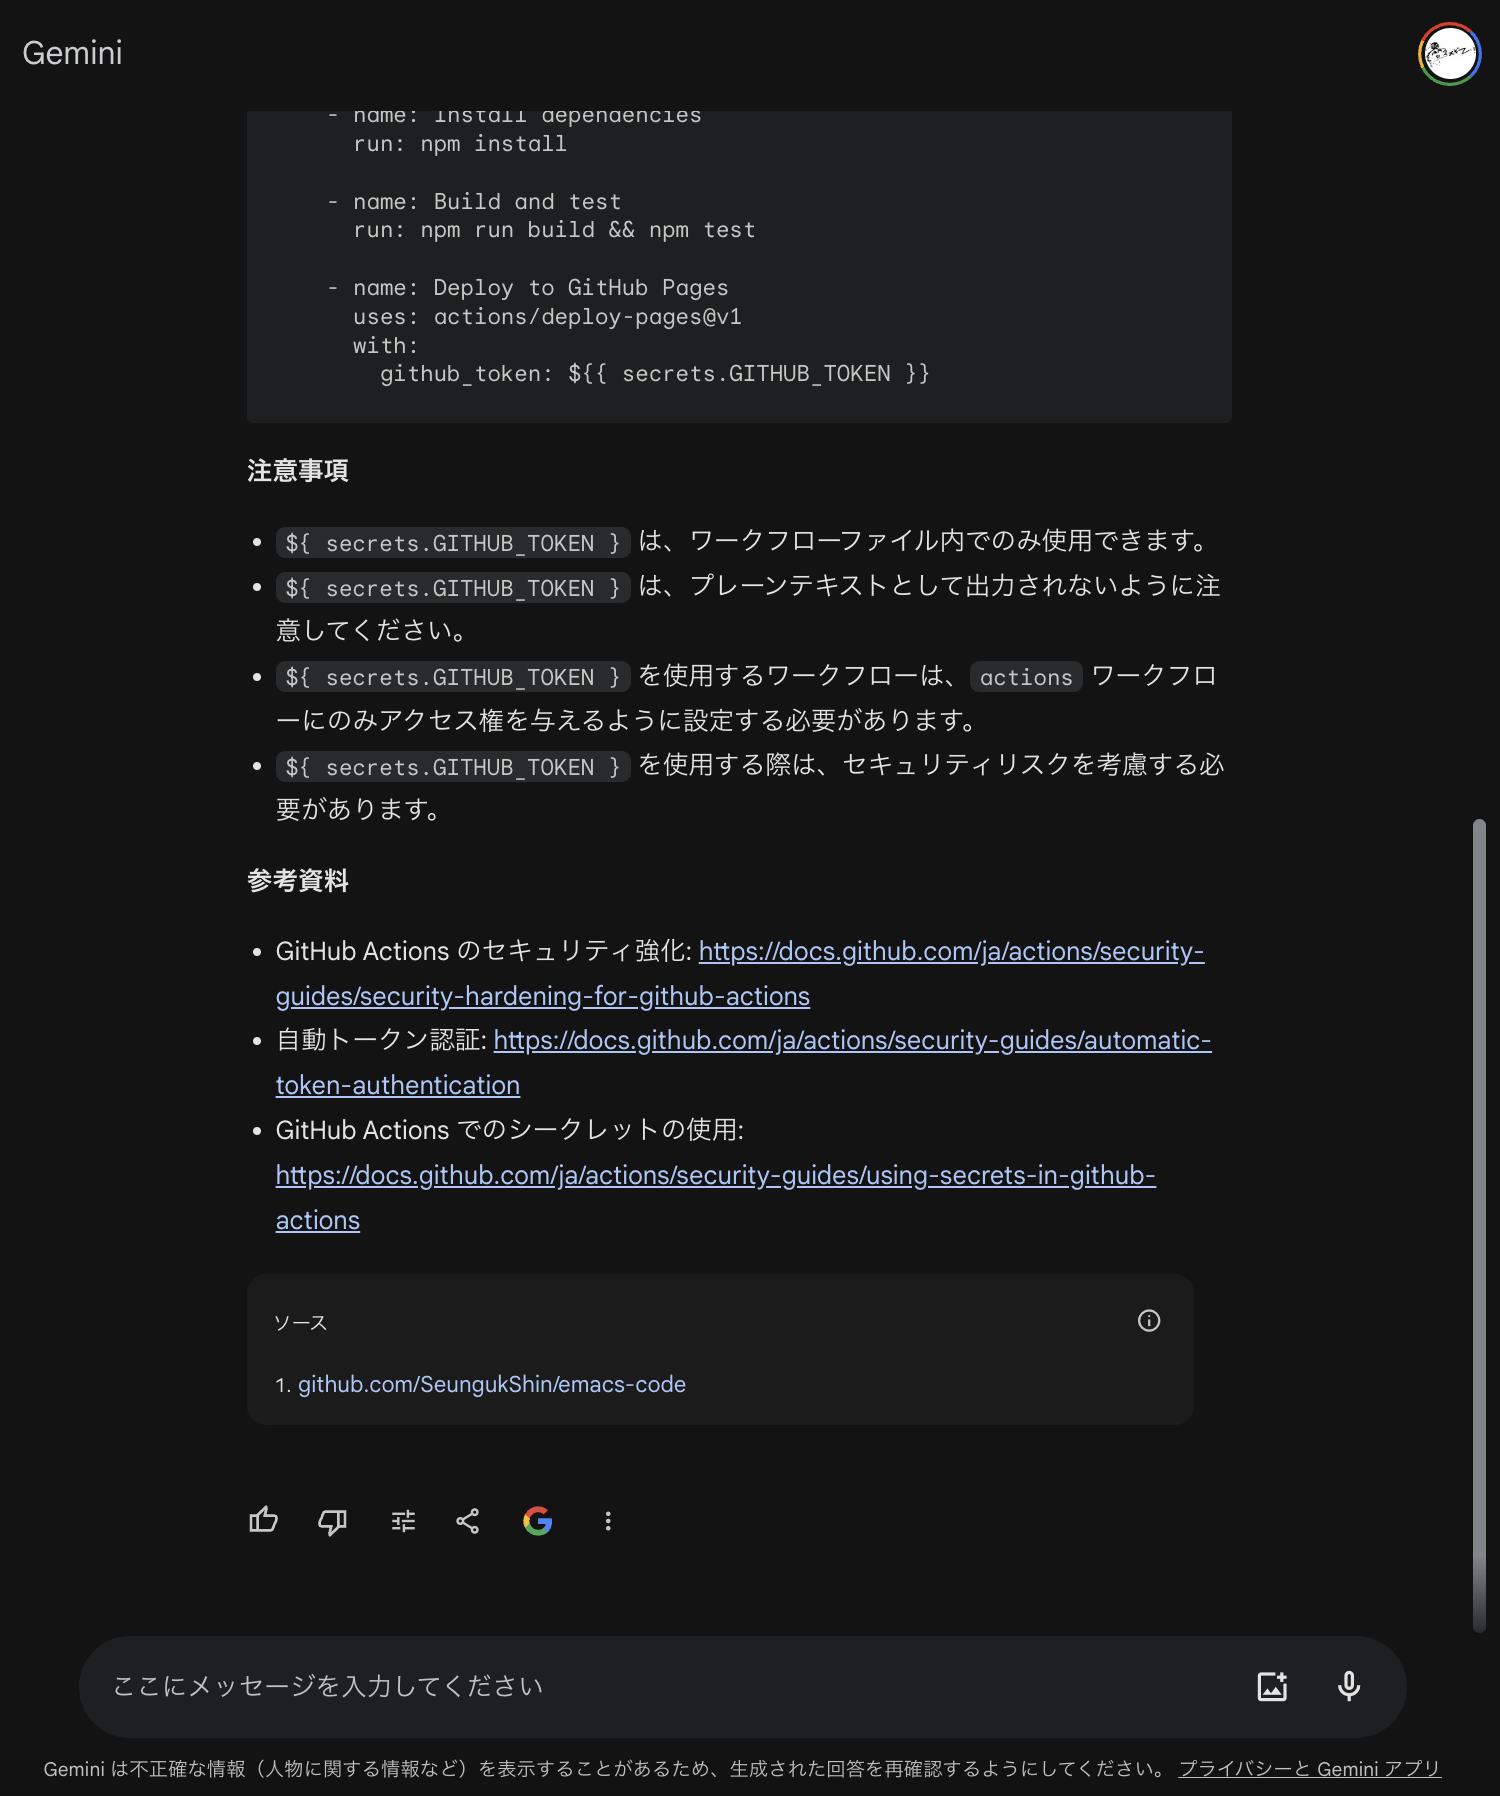 Gemini
- name: Install dependencies
run: npm install
- name: Build and test
run: npm run build && npm test
- name: Deploy to GitHub Pages
uses: actions/deploy-pages@v1
with:
github_token: ${{ secrets.GITHUB_TOKEN }}
注意事項
• ${ secrets.GITHUB_TOKEN } は、ワークフローファイル内でのみ使用できます。
• ${ secrets.GITHUB_TOKEN } は、プレーンテキストとして出力されないように注
意してください。
• ${ secrets.GITHUB_TOKEN } を使用するワークフローは、 actions ワークフロ
ーにのみアクセス権を与えるように設定する必要があります。
• ${ secrets.GITHUB_TOKEN } を使用する際は、セキュリティリスクを考慮する必
要があります。
参考資料
• GitHub Actions のセキュリティ強化: https://docs.github.com/ja/actions/security-
guides/security-hardening-for-github-actions
• 自動トークン認証: https://docs.github.com/ja/actions/security-guides/automatic-
token-authentication
• GitHub Actions でのシークレットの使用:
https://docs.github.com/ja/actions/security-guides/using-secrets-in-github-
actions
ソース
1. github.com/SeungukShin/emacs-code
ここにメッセージを入力してください
Gemini は不正確な情報（人物に関する情報など）を表示することがあるため、生成された回答を再確認するようにしてください。 プライバシーと Gemini アプリ